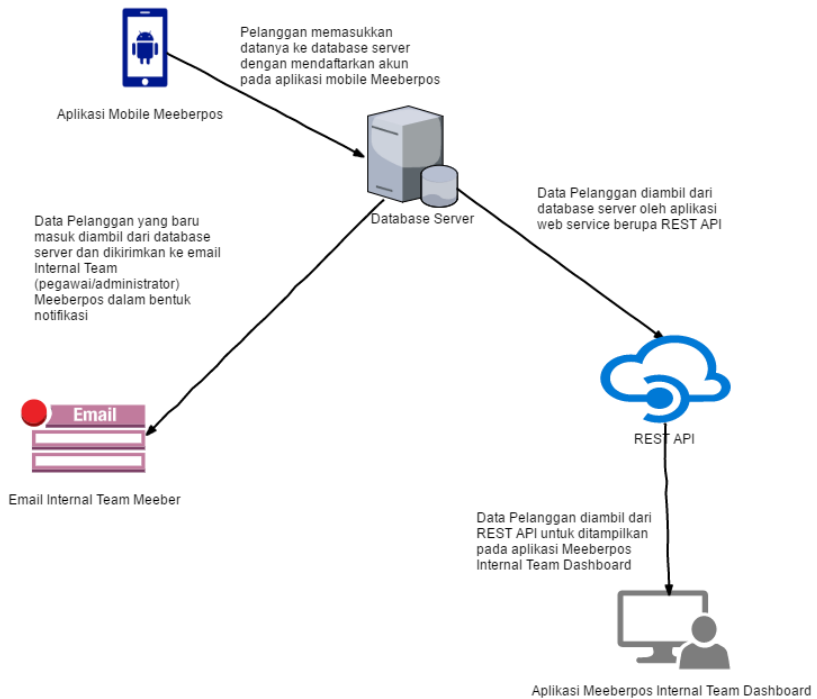 Pelanggan memasukkan
datanya ke database server
dengan mendaftarkan akun
pada aplikasi mobile Meeberpos
Aplikasi Mobile Meeberpos
Database Server
Data Pelanggan diambil dari
database server oleh aplikasi
web service berupa REST API
Data Pelanggan yang baru
masuk diambil dari database
server dan dikirimkan ke email
Internal Team
(pegawai/administrator)
Meeberpos dalam bentuk
notifikasi
Email
Email Internal Team Meeber
REST API
Data Pelanggan diambil dari
REST API untuk ditampilkan
pada aplikasi Meeberpos
Internal Team Dashboard
Aplikasi Meeberpos Internal Team Dashboard